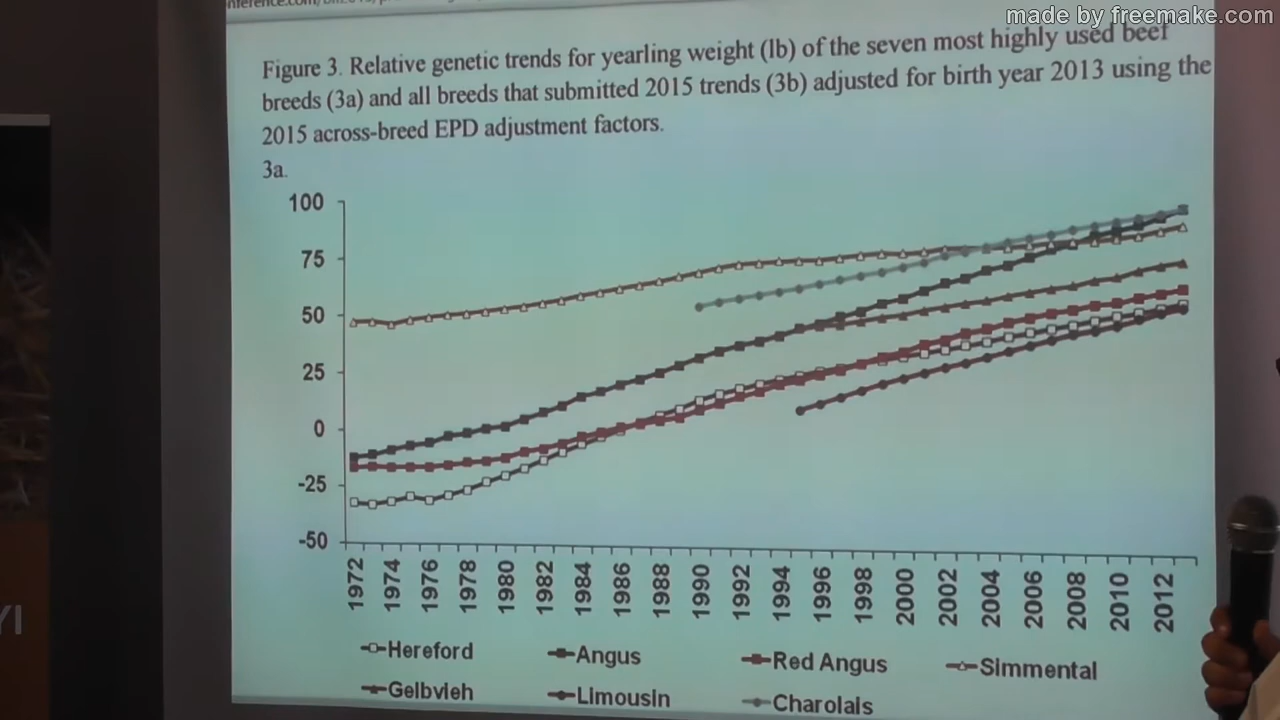 made by freemake.com
Figure 3. Relative genetic trends for yearling weight (lb) of the seven most highly used beef
breeds (3a) and all breeds that submitted 2015 trends (3b) adjusted for birth year 2013 using the
2015 across-breed EPD adjustment factors.
3a.
100
75
50
25
0
-25
-50
1972 1974 1976 1978 1980 1982 1984 1986 1988 1990 1992 1994 1996 1998 2000 2002 2004 2006 2008 2010 2012
Hereford Angus Red Angus Simmental
Gelbvieh Limousin Charolais